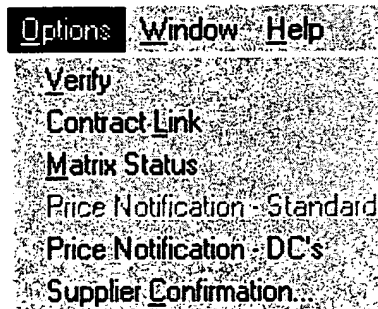 Options Window Help
Verify
Contract Link
Matrix Status
Price Notification - Standard
Price Notification - DC's
Supplier Confirmation...